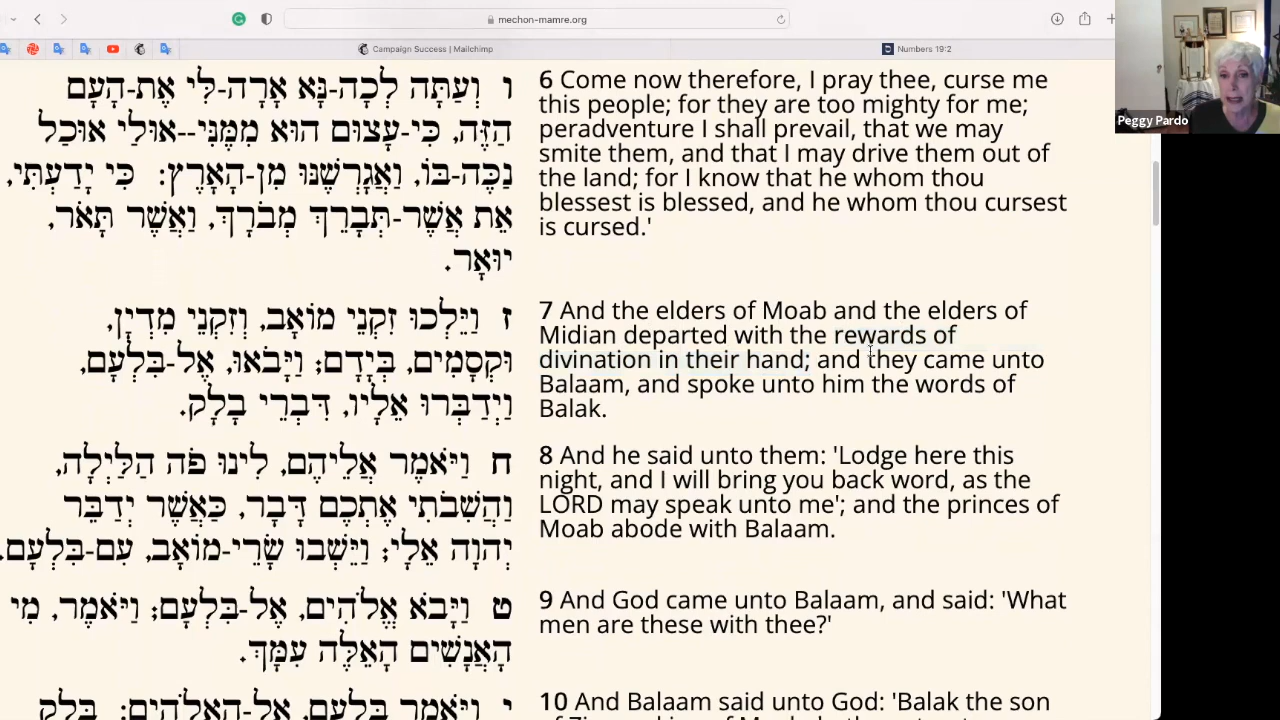 mechon-mamre.org
Campaign Success | Mailchimp
Numbers 19:2
Peggy Pardo
ו וְעַתָּה לְכָה-נָּא אָרָה-לִּי אֶת-הָעָם
הַזֶּה, כִּי-עָצוּם הוּא מִמֶּנִּי--אוּלַי אוּכַל
נַכֶּה-בּוֹ, וַאֲגָרְשֶׁנּוּ מִן-הָאָרֶץ: כִּי יָדַעְתִּי,
אֵת אֲשֶׁר-תְּבָרֵךְ מְבֹרָךְ, וַאֲשֶׁר תָּאֹר,
יוּאָר.
6 Come now therefore, I pray thee, curse me
this people; for they are too mighty for me;
peradventure I shall prevail, that we may
smite them, and that I may drive them out of
the land; for I know that he whom thou
blessest is blessed, and he whom thou cursest
is cursed.'
ז וַיֵּלְכוּ זִקְנֵי מוֹאָב, וְזִקְנֵי מִדְיָן,
וּקְסָמִים, בְּיָדָם; וַיָּבֹאוּ, אֶל-בִּלְעָם,
וַיְדַבְּרוּ אֵלָיו, דִּבְרֵי בָלָק.
7 And the elders of Moab and the elders of
Midian departed with the rewards of
divination in their hand; and they came unto
Balaam, and spoke unto him the words of
Balak.
ח וַיֹּאמֶר אֲלֵיהֶם, לִינוּ פֹה הַלַּיְלָה,
וַהֲשִׁבֹתִי אֶתְכֶם דָּבָר, כַּאֲשֶׁר יְדַבֵּר
יְהוָה אֵלָי; וַיֵּשְׁבוּ שָׂרֵי-מוֹאָב, עִם-בִּלְעָם.
8 And he said unto them: 'Lodge here this
night, and I will bring you back word, as the
LORD may speak unto me'; and the princes of
Moab abode with Balaam.
ט וַיָּבֹא אֱלֹהִים, אֶל-בִּלְעָם; וַיֹּאמֶר, מִי
הָאֲנָשִׁים הָאֵלֶּה עִמָּךְ.
9 And God came unto Balaam, and said: 'What
men are these with thee?'
י וַיֹּאמֶר בִּלְעָם, אֶל-הָאֱלֹהִים: בָּלָק
10 And Balaam said unto God: 'Balak the son